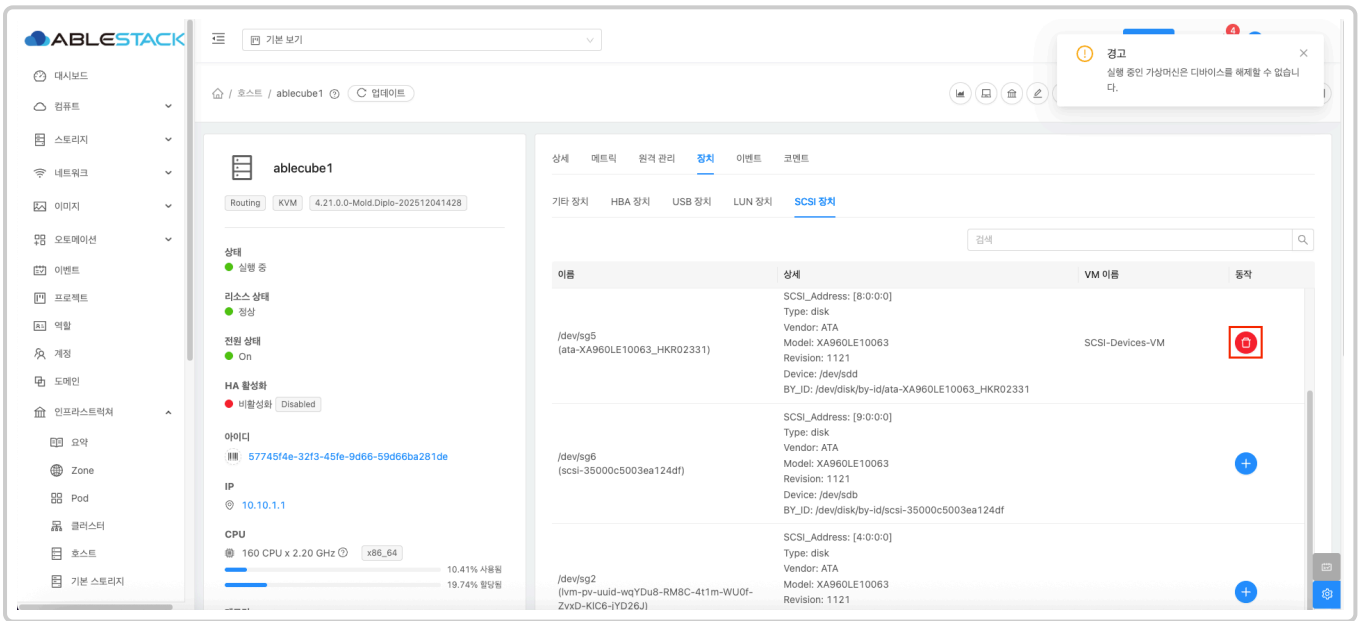 ABLESTACK
기본 보기
4
경고
실행 중인 가상머신은 디바이스를 해제할 수 없습니
다.
대시보드
컴퓨트
스토리지
네트워크
이미지
오토메이션
이벤트
프로젝트
역할
계정
도메인
인프라스트럭쳐
요약
Zone
Pod
클러스터
호스트
기본 스토리지
/ 호스트 / ablecube1
업데이트
ablecube1
Routing
KVM
4.21.0.0-Mold.Diplo-202512041428
상태
실행 중
리소스 상태
정상
전원 상태
On
HA 활성화
비활성화 Disabled
아이디
57745f4e-32f3-45fe-9d66-59d66ba281de
IP
10.10.1.1
CPU
160 CPU x 2.20 GHz
x86_64
10.41% 사용됨
19.74% 할당됨
상세
메트릭
원격 관리
장치
이벤트
코멘트
기타 장치
HBA 장치
USB 장치
LUN 장치
SCSI 장치
검색
이름
상세
VM 이름
동작
/dev/sg5
(ata-XA960LE10063_HKR02331)
SCSI_Address: [8:0:0:0]
Type: disk
Vendor: ATA
Model: XA960LE10063
Revision: 1121
Device: /dev/sdd
BY_ID: /dev/disk/by-id/ata-XA960LE10063_HKR02331
SCSI-Devices-VM
/dev/sg6
(scsi-35000c5003ea124df)
SCSI_Address: [9:0:0:0]
Type: disk
Vendor: ATA
Model: XA960LE10063
Revision: 1121
Device: /dev/sdb
BY_ID: /dev/disk/by-id/scsi-35000c5003ea124df
/dev/sg2
(lvm-pv-uuid-wqYDu8-RM8C-4t1m-WU0f-
ZvxD-KIC6-jYD26J)
SCSI_Address: [4:0:0:0]
Type: disk
Vendor: ATA
Model: XA960LE10063
Revision: 1121